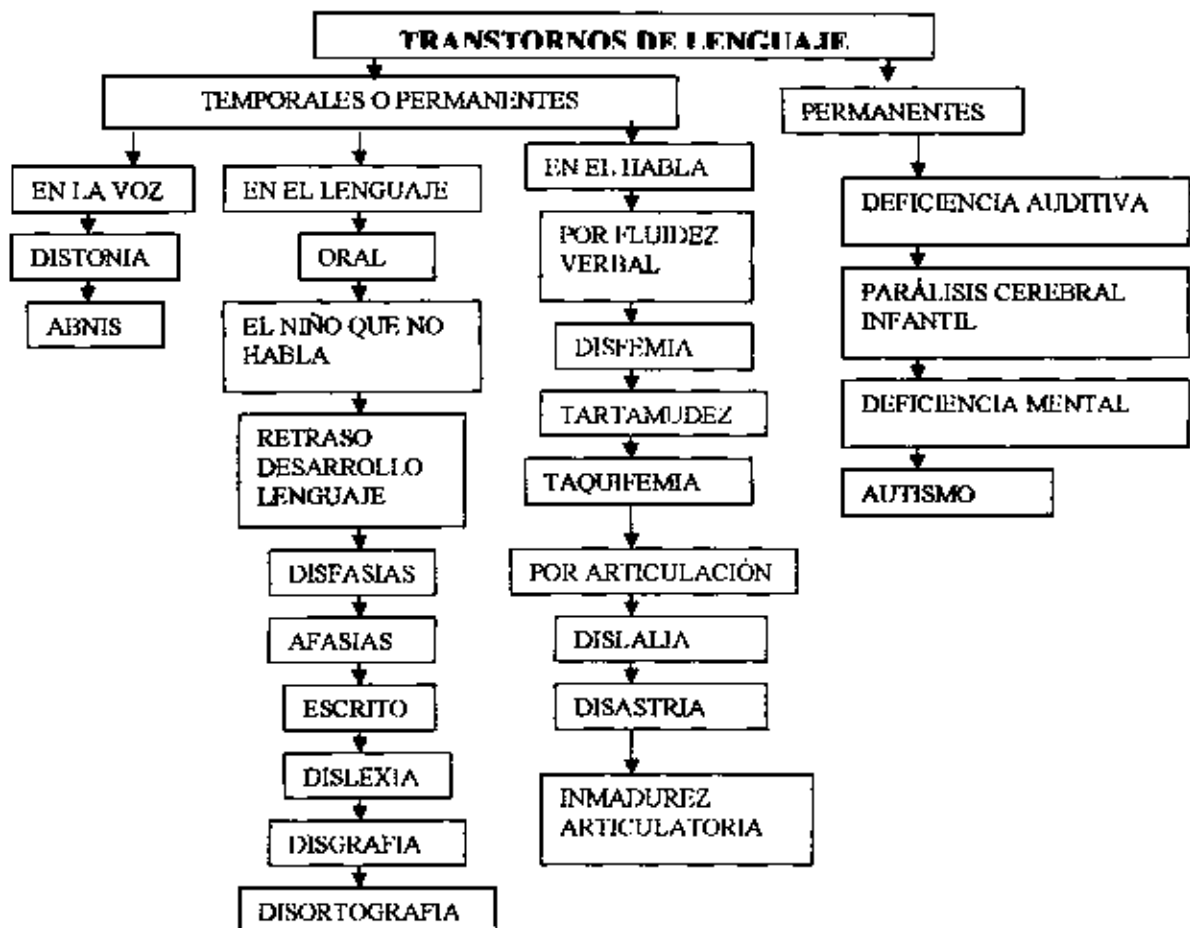 TRANSTORNOS DE LENGUAJE
TEMPORALES O PERMANENTES
PERMANENTES
EN LA VOZ
DISTONIA
ABNIS
EN EL LENGUAJE
ORAL
EL NIÑO QUE NO
HABLA
RETRASO
DESARROLLO
LENGUAJE
DISFASIAS
AFASIAS
ESCRITO
DISLEXIA
DISGRAFIA
DISORTOGRAFIA
EN EL HABLA
POR FLUIDEZ
VERBAL
DISFEMIA
TARTAMUDEZ
TAQUIFEMIA
POR ARTICULACIÓN
DISLALIA
DISASTRIA
INMADUREZ
ARTICULATORIA
DEFICIENCIA AUDITIVA
PARÁLISIS CEREBRAL
INFANTIL
DEFICIENCIA MENTAL
AUTISMO